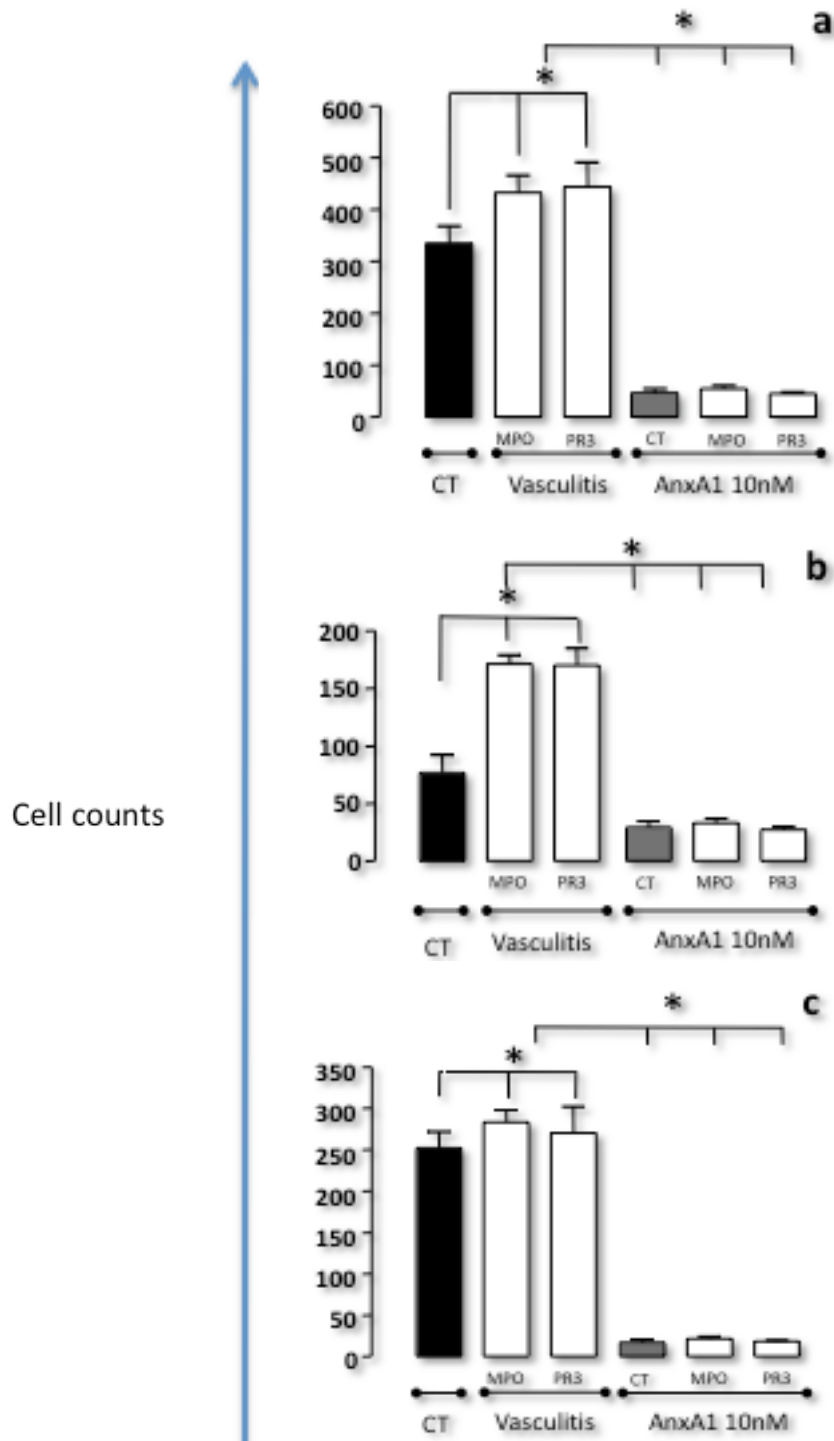 a
*
*
600
500
400
300
200
100
0
MPO PR3 CT MPO PR3
CT Vasculitis AnxA1 10nM
b
*
*
200
150
100
50
0
MPO PR3 CT MPO PR3
CT Vasculitis AnxA1 10nM
Cell counts
c
*
*
350
300
250
200
150
100
50
0
MPO PR3 CT MPO PR3
CT Vasculitis AnxA1 10nM